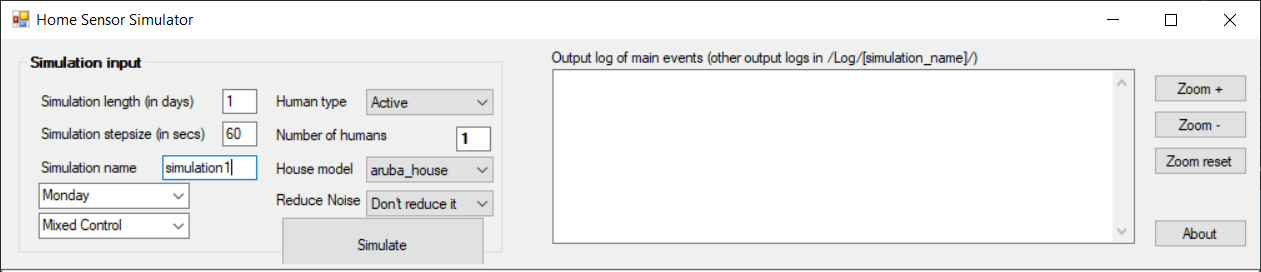 Home Sensor Simulator
Simulation input
Simulation length (in days) 1
Human type Active
Simulation stepsize (in secs) 60
Number of humans 1
Simulation name simulation1
House model aruba_house
Monday
Reduce Noise Don't reduce it
Mixed Control
Simulate
Output log of main events (other output logs in /Log/[simulation_name]/)
Zoom +
Zoom -
Zoom reset
About